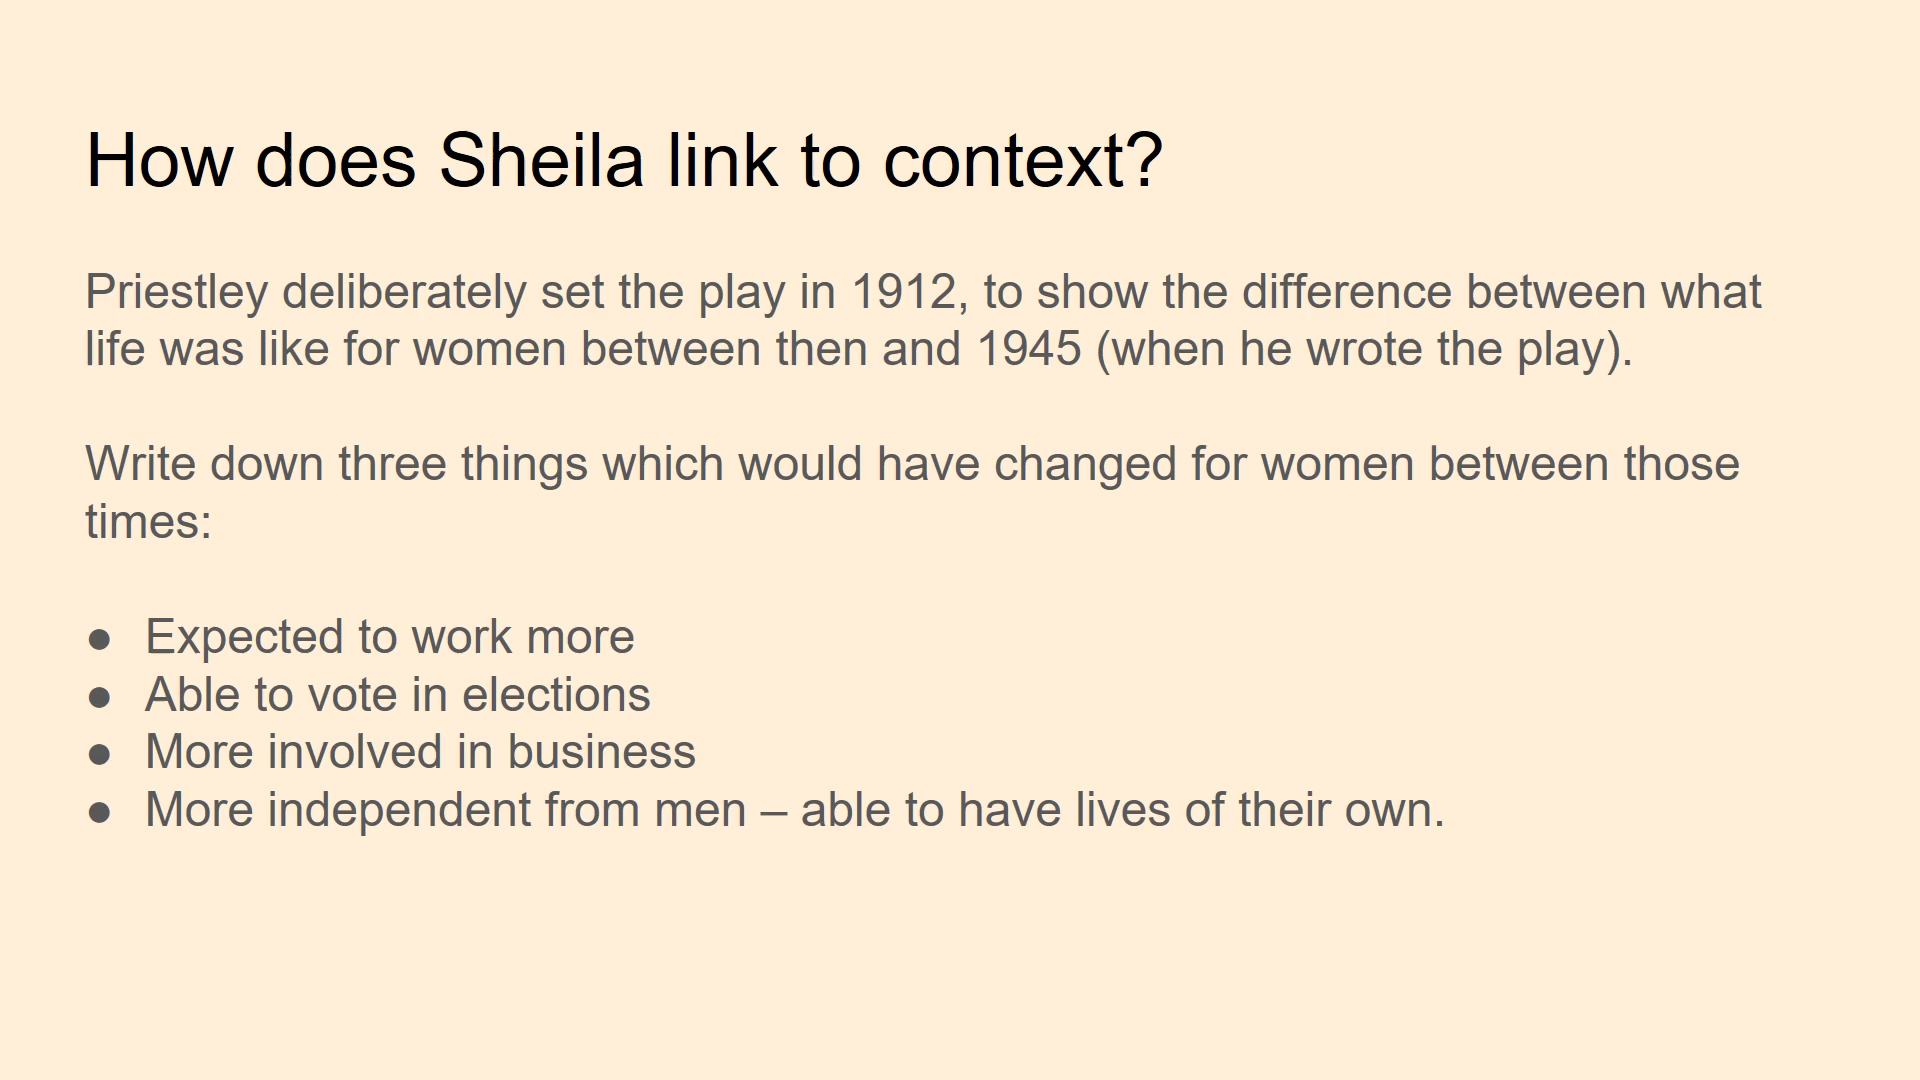 How does Sheila link to context?
Priestley deliberately set the play in 1912, to show the difference between what
life was like for women between then and 1945 (when he wrote the play).
Write down three things which would have changed for women between those
times:
● Expected to work more
● Able to vote in elections
● More involved in business
● More independent from men – able to have lives of their own.